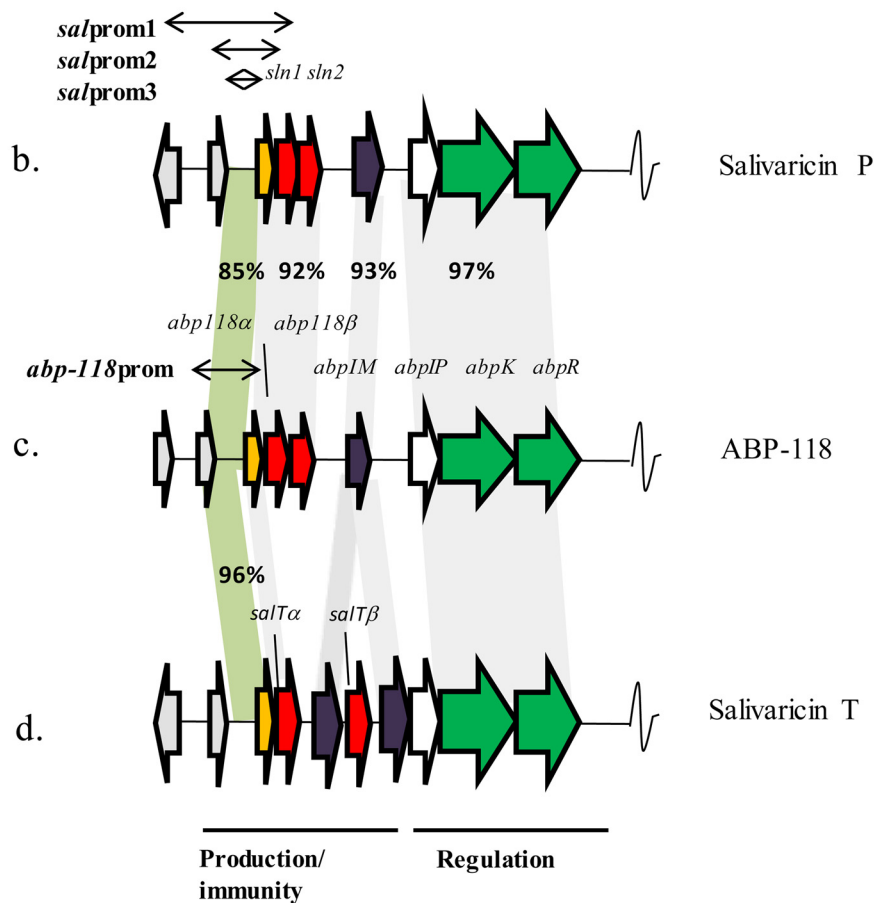 salprom1
salprom2
salprom3
sln1 sln2
b.
Salivaricin P
85% 92% 93% 97%
abp118α abp118β
abp-118prom
abpIM abpIP abpK abpR
c.
ABP-118
96%
salTα salTβ
d.
Salivaricin T
Production/
immunity
Regulation